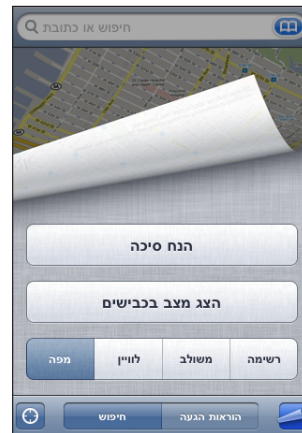 חיפוש או כתובת
הנח סיכה
הצג מצב בכבישים
רשימה
משולב
לוויין
מפה
הוראות הגעה
חיפוש